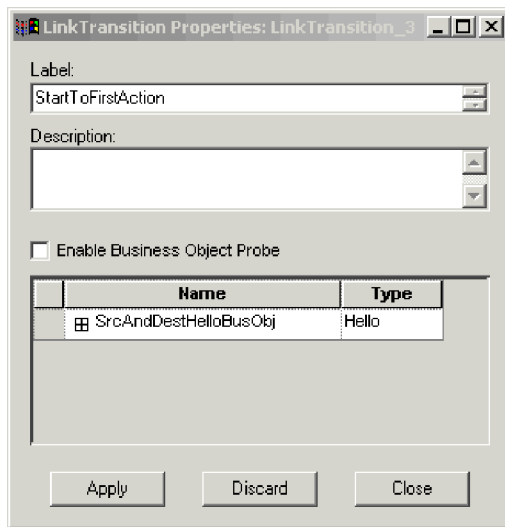 LinkTransition Properties: LinkTransition_3
Label:
StartToFirstAction
Description:
Enable Business Object Probe
Name Type
SrcAndDestHelloBusObj Hello
Apply Discard Close